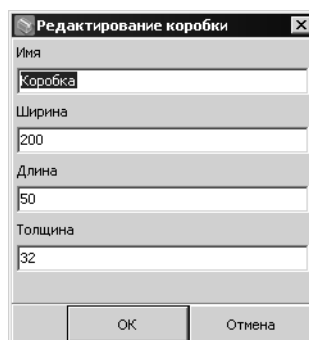 Редактирование коробки
Имя
Коробка
Ширина
200
Длина
50
Толщина
32
ОК Отмена